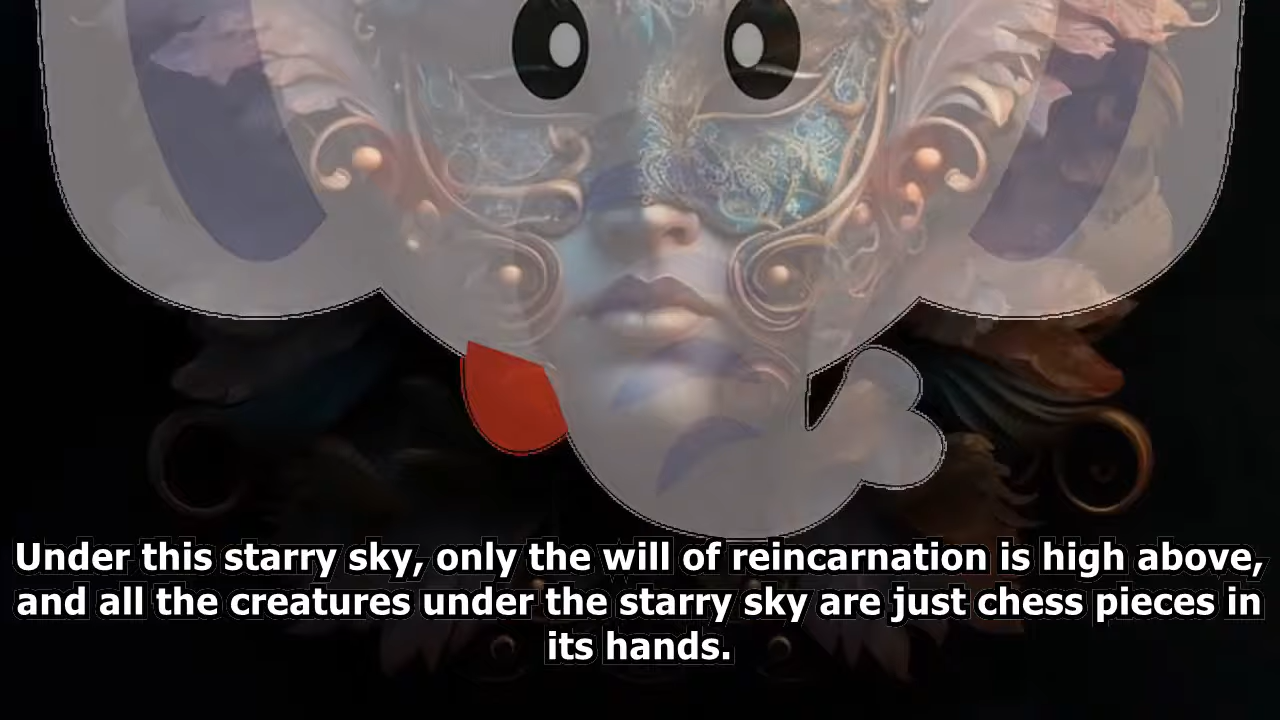 Under this starry sky, only the will of reincarnation is high above,
and all the creatures under the starry sky are just chess pieces in
its hands.